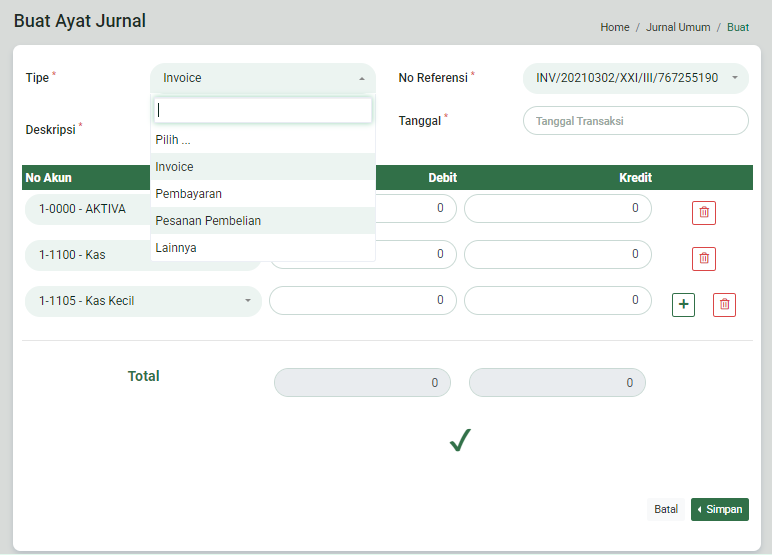 Buat Ayat Jurnal
Home / Jurnal Umum / Buat
Tipe *
Invoice
No Referensi *
INV/20210302/XXI/III/767255190
Pilih ...
Invoice
Pembayaran
Pesanan Pembelian
Lainnya
Deskripsi *
Tanggal *
Tanggal Transaksi
No Akun Debit Kredit
1-0000 - AKTIVA 0 0
1-1100 - Kas 0 0
1-1105 - Kas Kecil 0 0
Total 0 0
Batal Simpan